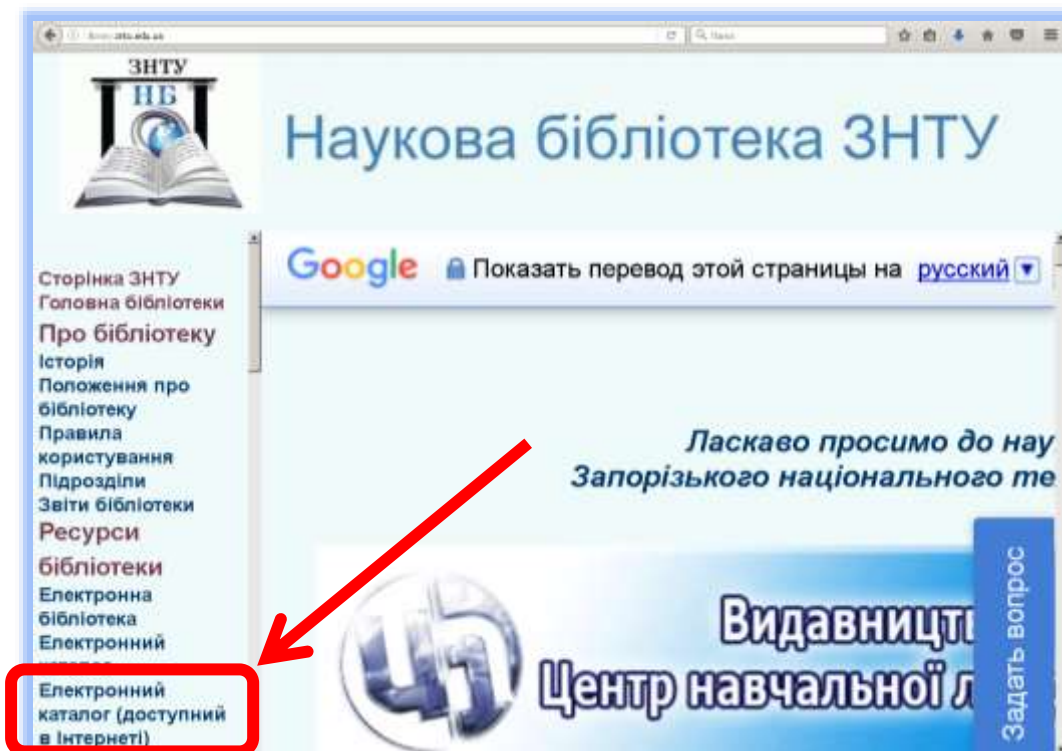 ЗНТУ
НБ
Наукова бібліотека ЗНТУ
Сторінка ЗНТУ
Головна бібліотеки
Про бібліотеку
Історія
Положення про
бібліотеку
Правила
користування
Підрозділи
Звіти бібліотеки
Ресурси
бібліотеки
Електронна
бібліотека
Електронний
Електронний
каталог (доступний
в Інтернеті)
Google Показать перевод этой страницы на русский
Ласкаво просимо до нау
Запорізького національного те
Видавницт
Центр навчальної л
Задать вопрос